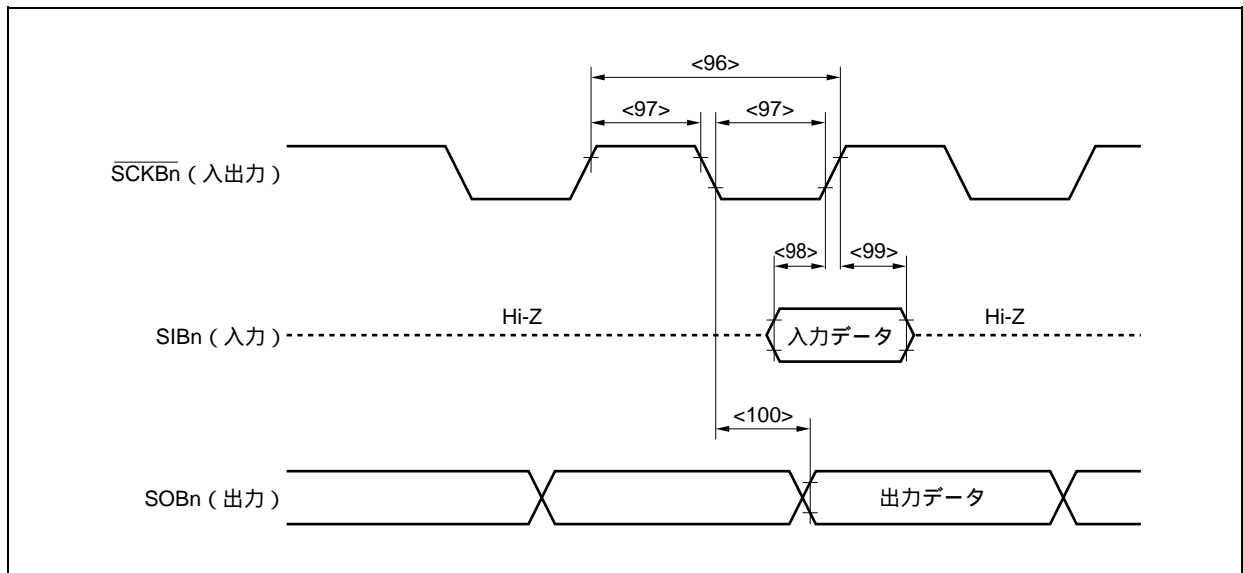 <96>
<97> <97>
SCKBn（入出力）
<98> <99>
SIBn（入力） Hi-Z 入力データ Hi-Z
<100>
SOBn（出力） 出力データ